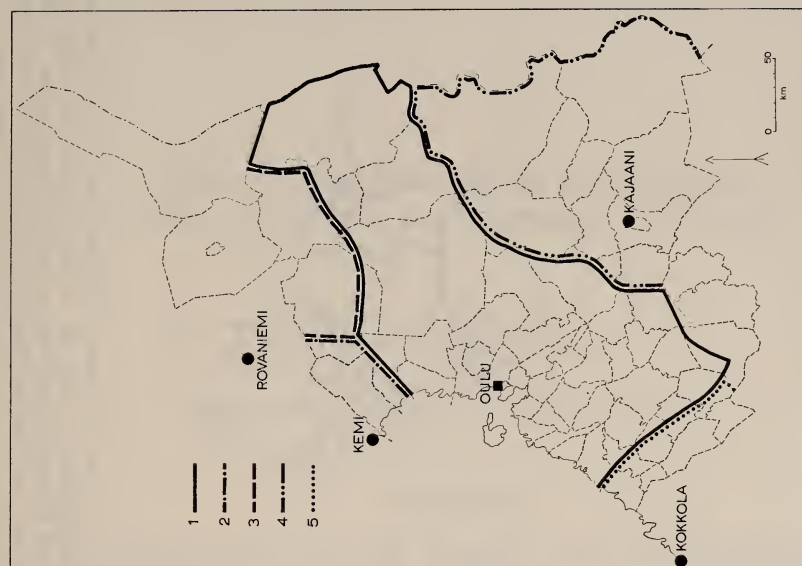 ROVANIEMI
KEMI
OULU
KAJAANI
KOKKOLA
1
2
3
4
5
0 50
km